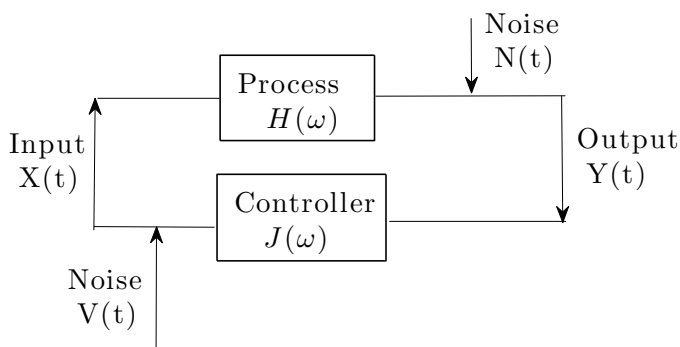 Noise
N(t)
Process
H(ω)
Input
X(t)
Output
Y(t)
Controller
J(ω)
Noise
V(t)